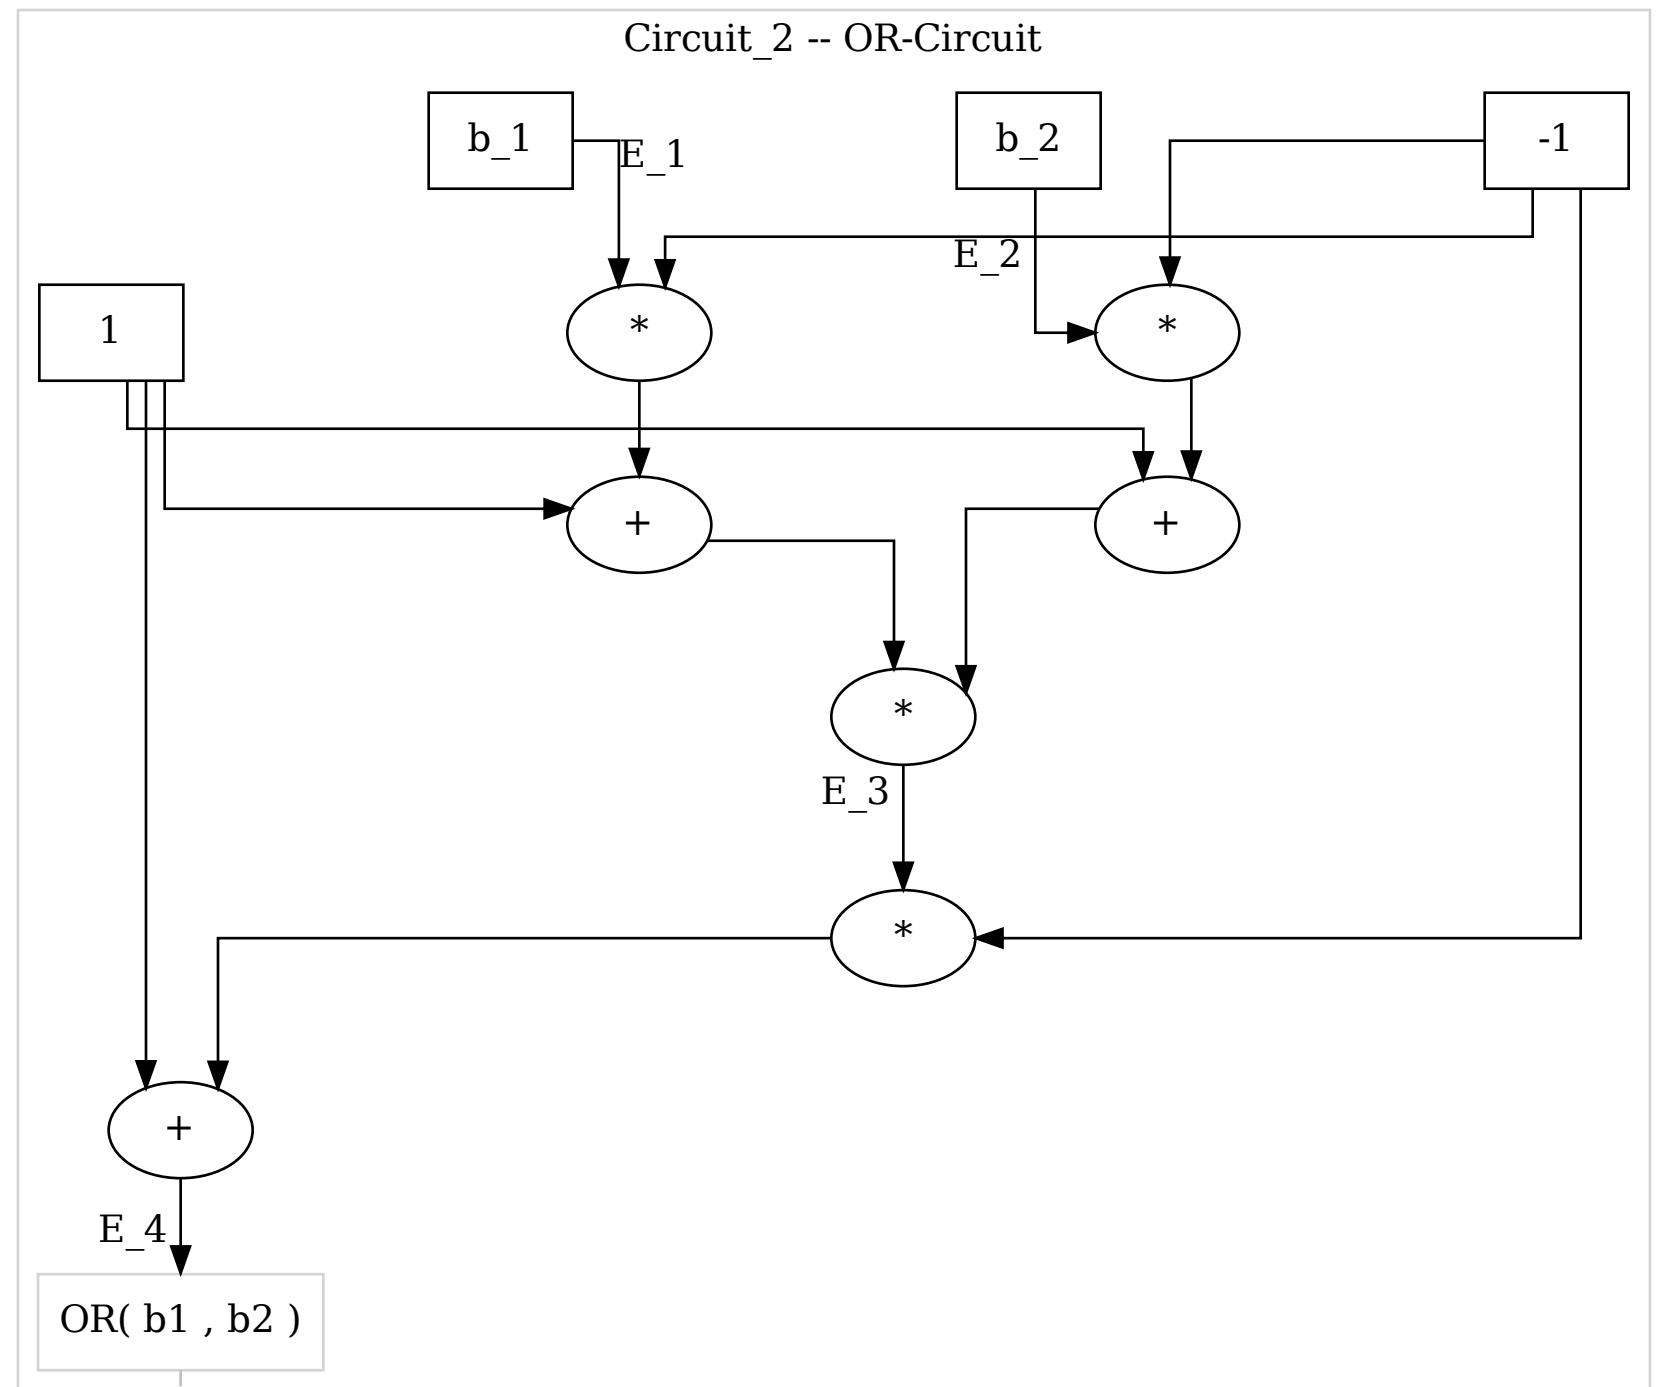 Circuit_2 -- OR-Circuit
b_1
E_1
b_2
-1
E_2
1
*
*
+
+
*
E_3
*
+
E_4
OR( b1 , b2 )